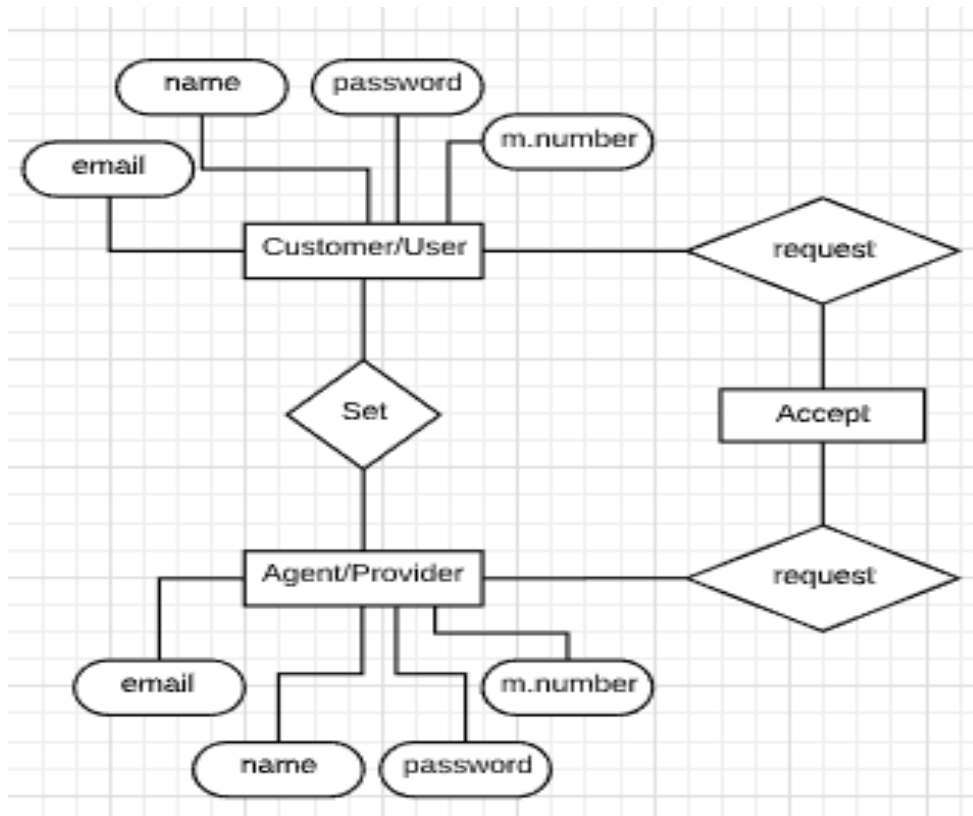 name
password
m.number
email
Customer/User
request
Set
Accept
Agent/Provider
request
email
m.number
name
password